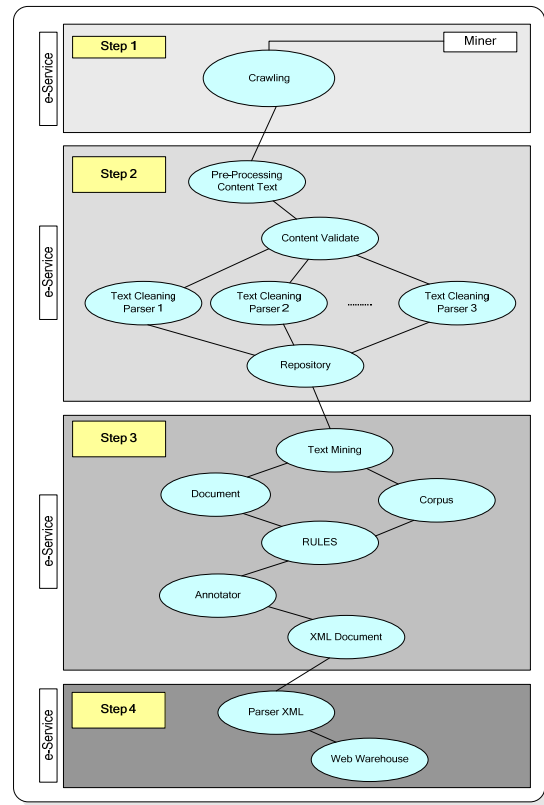 Step 1
Miner
Crawling
e-Service
Step 2
Pre-Processing
Content Text
Content Validate
e-Service
Text Cleaning
Parser 1
Text Cleaning
Parser 2
..........
Text Cleaning
Parser 3
Repository
Step 3
Text Mining
Document
Corpus
e-Service
RULES
Annotator
XML Document
Step 4
Parser XML
e-Service
Web Warehouse